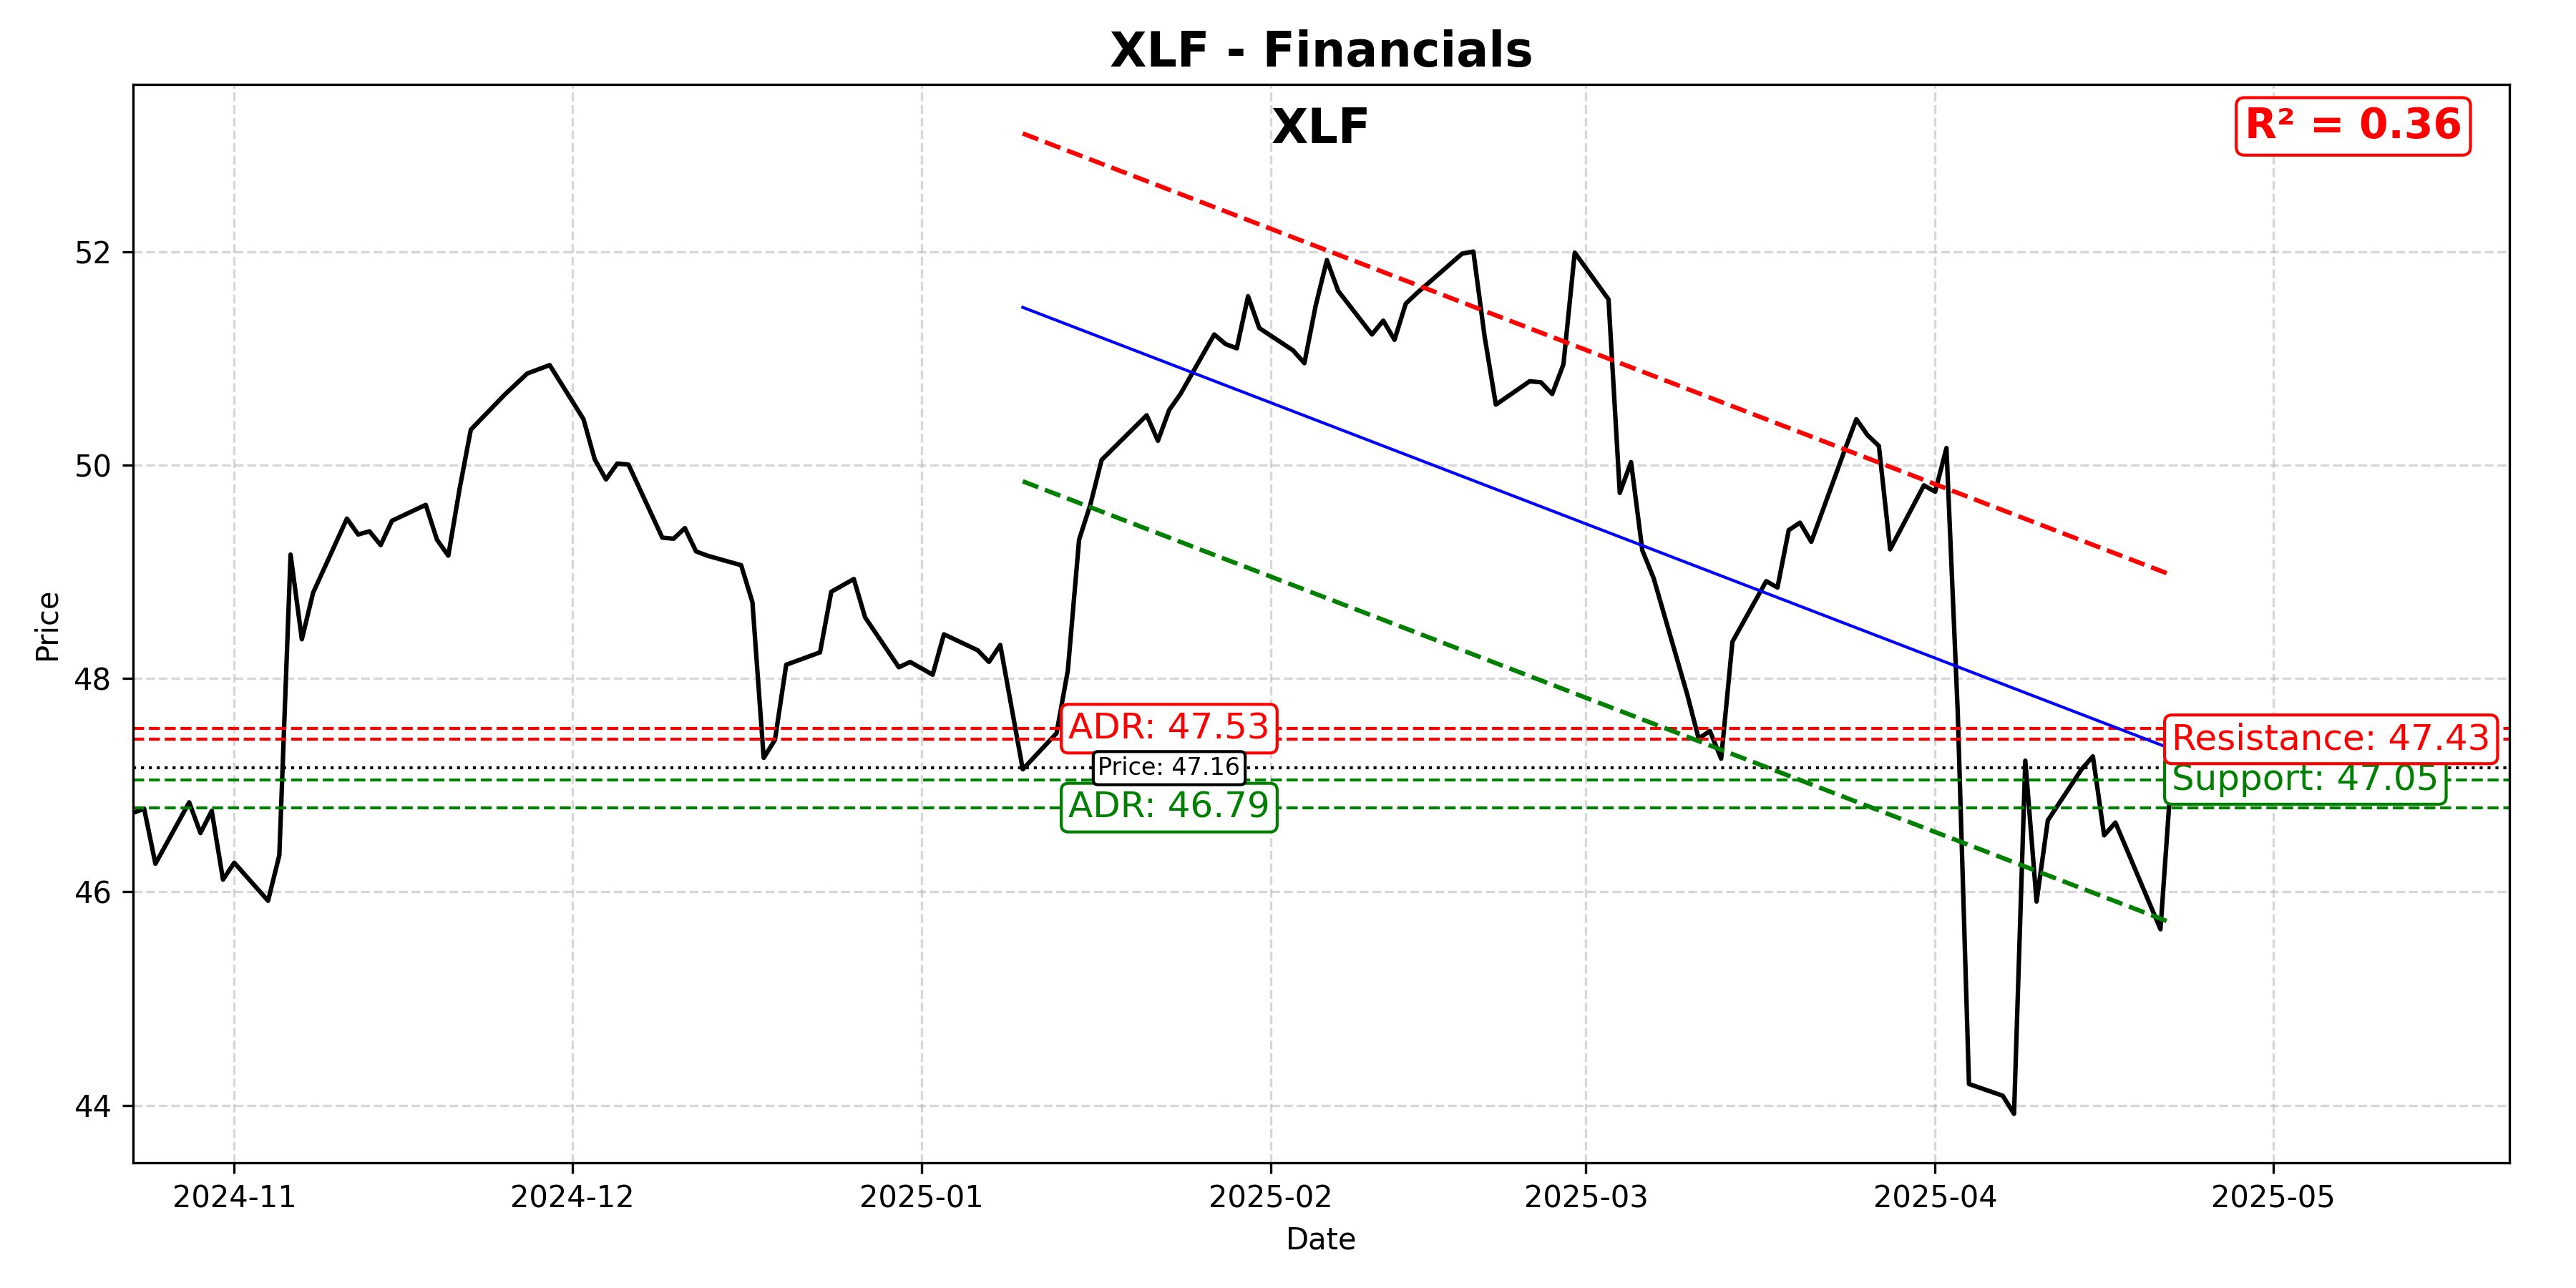 XLF - Financials
XLF
R² = 0.36
52
50
48
46
44
Price
ADR: 47.53
Resistance: 47.43
Price: 47.16
Support: 47.05
ADR: 46.79
2024-11
2024-12
2025-01
2025-02
2025-03
2025-04
2025-05
Date